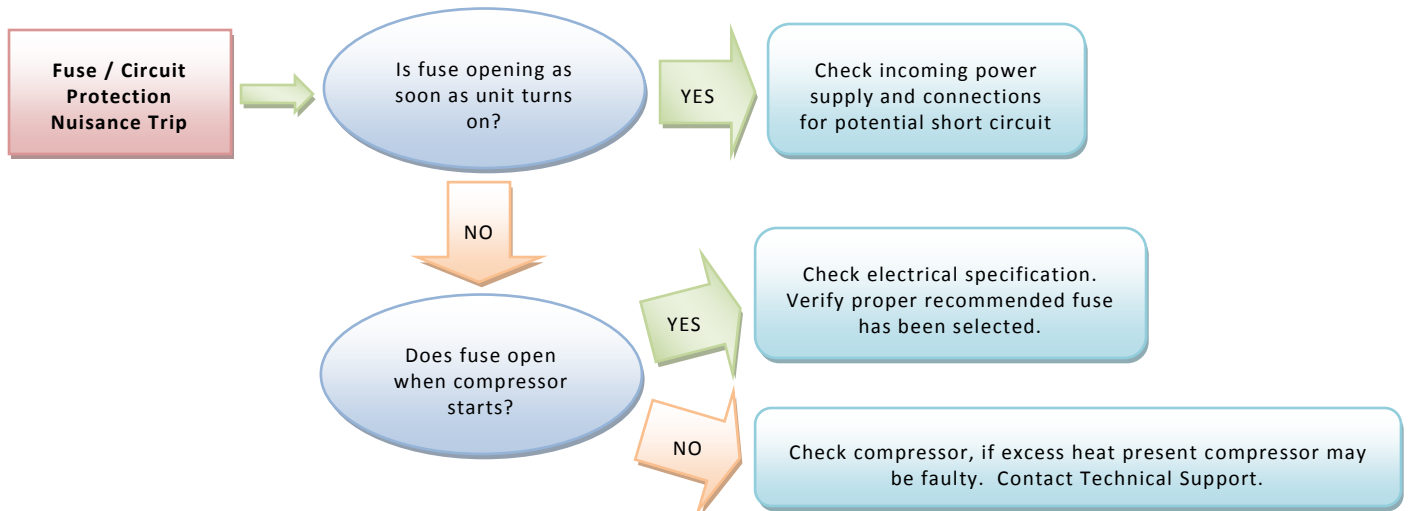 Fuse / Circuit
Protection
Nuisance Trip
Is fuse opening as
soon as unit turns
on?
YES
Check incoming power
supply and connections
for potential short circuit
NO
Does fuse open
when compressor
starts?
YES
Check electrical specification.
Verify proper recommended fuse
has been selected.
NO
Check compressor, if excess heat present compressor may
be faulty.  Contact Technical Support.